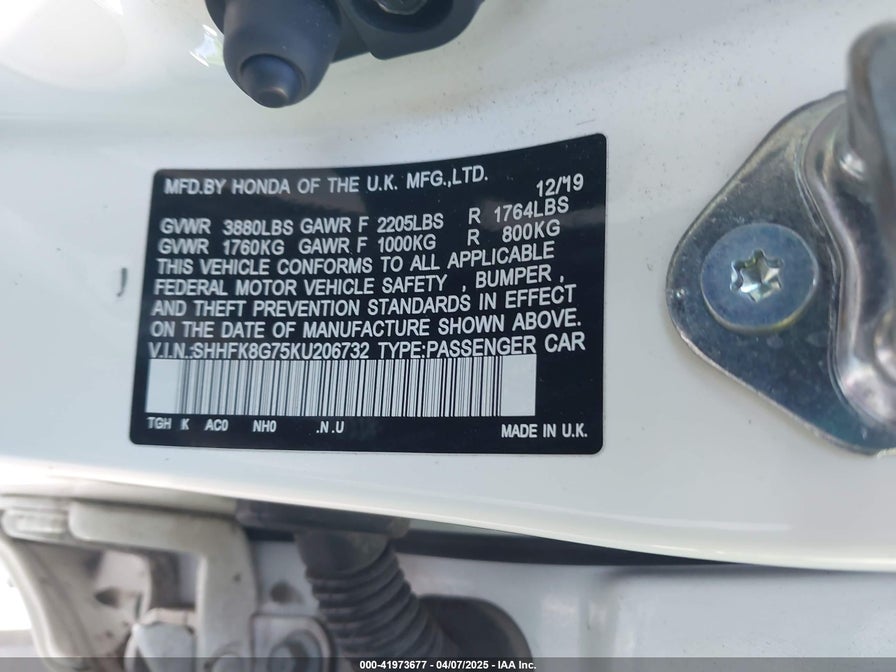 MFD.BY HONDA OF THE U.K. MFG.,LTD. 12/19
GVWR 3880LBS GAWR F 2205LBS R 1764LBS
GVWR 1760KG GAWR F 1000KG R 800KG
THIS VEHICLE CONFORMS TO ALL APPLICABLE
FEDERAL MOTOR VEHICLE SAFETY , BUMPER ,
AND THEFT PREVENTION STANDARDS IN EFFECT
ON THE DATE OF MANUFACTURE SHOWN ABOVE.
V.I.N.:SHHFK8G75KU206732 TYPE:PASSENGER CAR
TGH K AC0 NH0 .N.U MADE IN U.K.
000-41973677 - 04/07/2025 - IAA Inc.